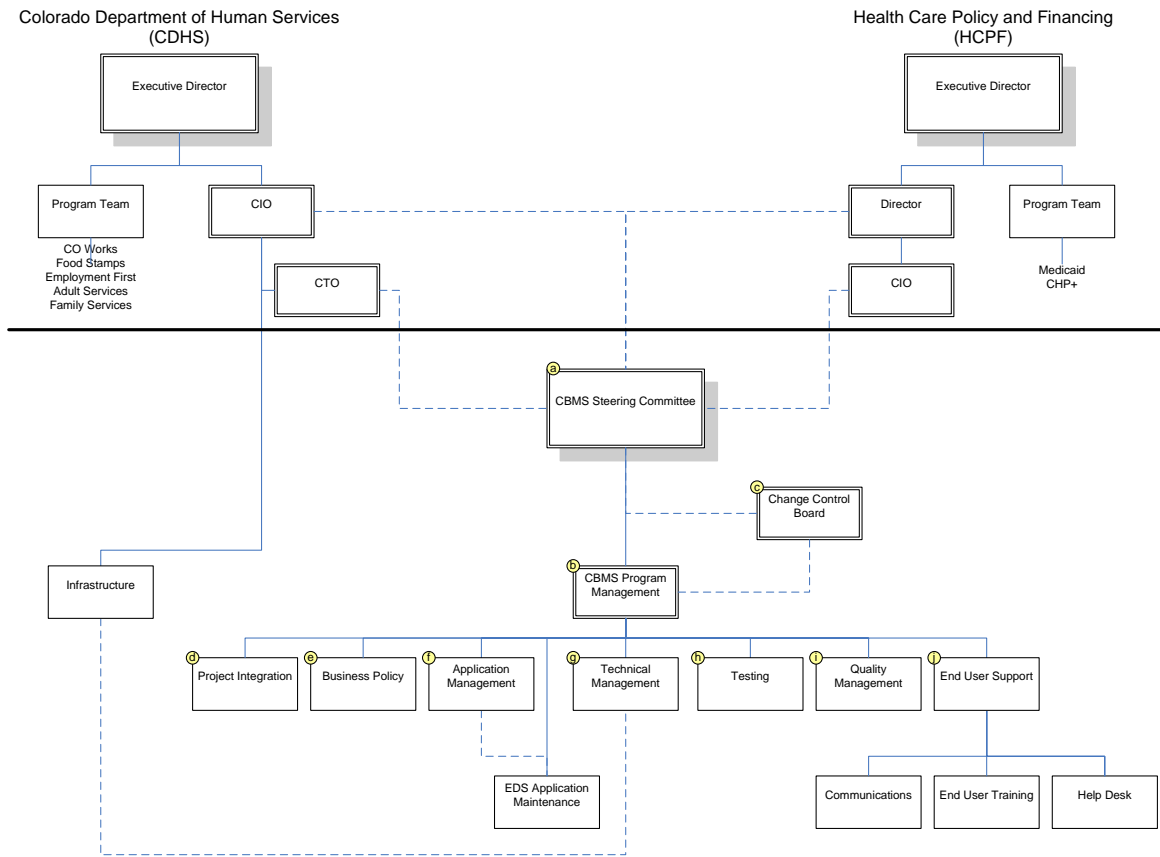 Colorado Department of Human Services
(CDHS)
Health Care Policy and Financing
(HCPF)
Executive Director
Executive Director
Program Team
CIO
Director
Program Team
CO Works
Food Stamps
Employment First
Adult Services
Family Services
CTO
CIO
Medicaid
CHP+
a
CBMS Steering Committee
c
Change Control
Board
b
CBMS Program
Management
Infrastructure
d
Project Integration
e
Business Policy
f
Application
Management
g
Technical
Management
h
Testing
i
Quality
Management
j
End User Support
EDS Application
Maintenance
Communications
End User Training
Help Desk